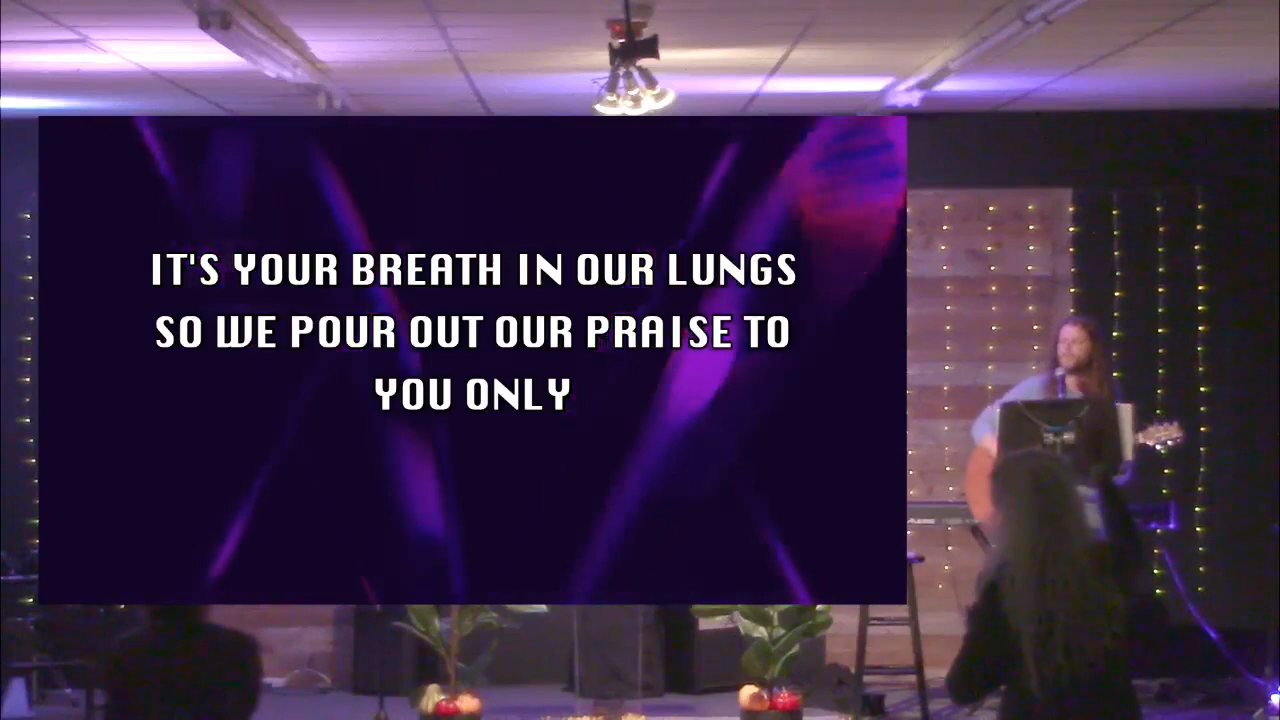 IT'S YOUR BREATH IN OUR LUNGS
SO WE POUR OUT OUR PRAISE TO
YOU ONLY